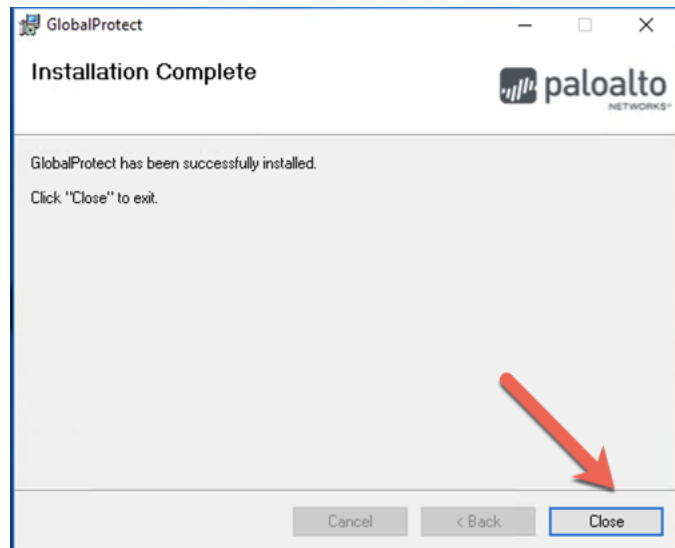 GlobalProtect
Installation Complete
paloalto
NETWORKS®
GlobalProtect has been successfully installed.
Click "Close" to exit.
Cancel
< Back
Close